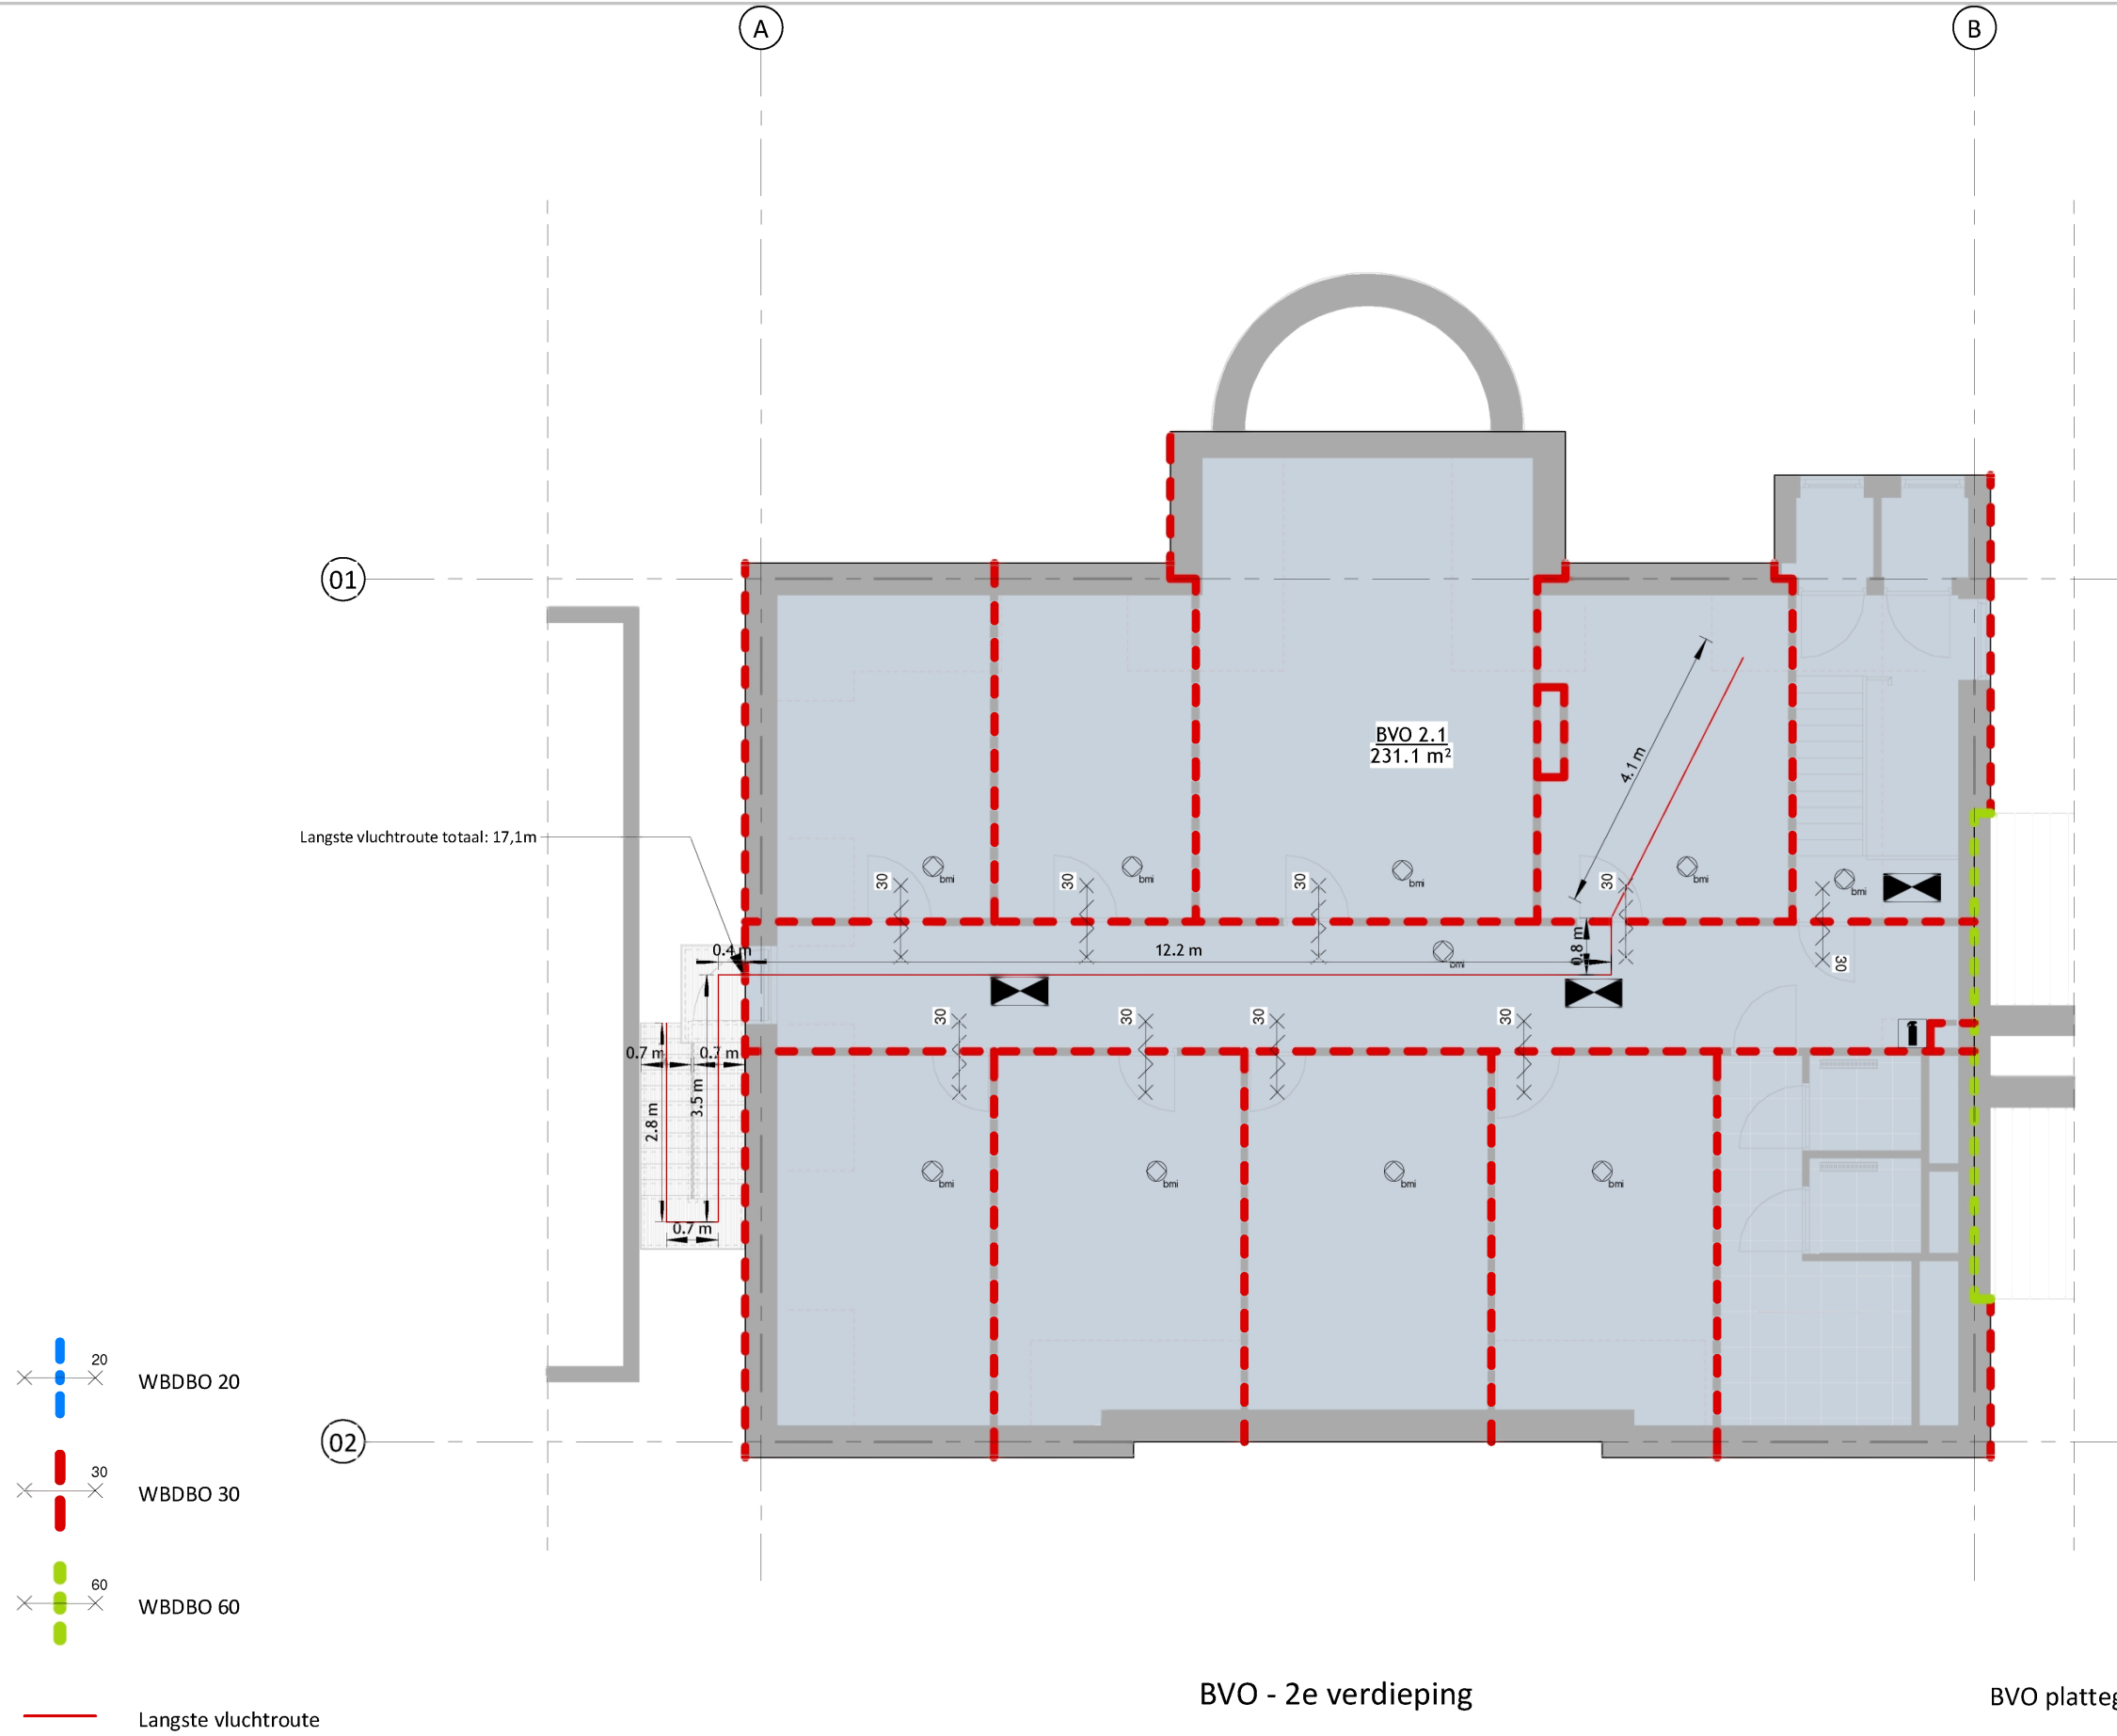 A
B
01
BVO 2.1
231.1 m²
4.1 m
Langste vluchtroute totaal: 17,1m
30
30
30
30
bmi
bmi
bmi
bmi
bmi
0.4 m
12.2 m
0.8 m
bmi
30
30
30
30
30
0.7 m
0.7 m
3.5 m
2.8 m
bmi
bmi
bmi
bmi
0.7 m
20
WBDBO 20
02
30
WBDBO 30
60
WBDBO 60
BVO - 2e verdieping
BVO platteg
Langste vluchtroute